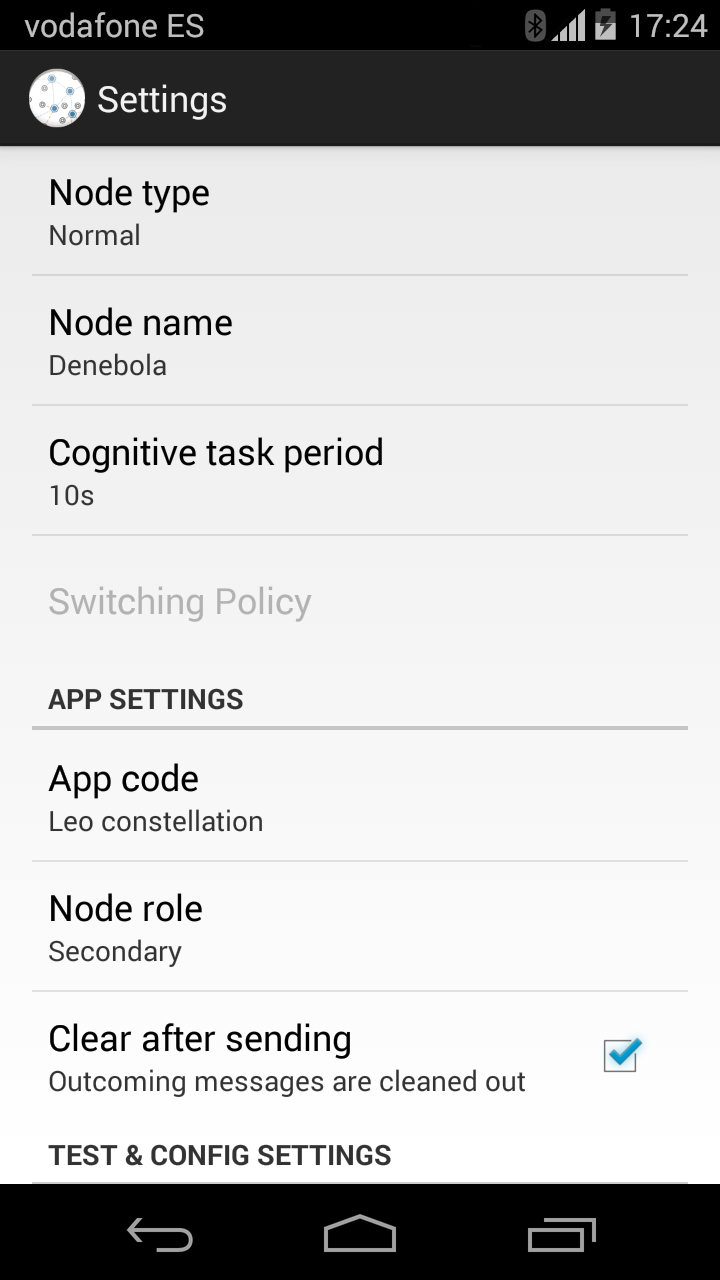 vodafone ES 17:24
Settings
Node type
Normal
Node name
Denebola
Cognitive task period
10s
Switching Policy
APP SETTINGS
App code
Leo constellation
Node role
Secondary
Clear after sending
Outcoming messages are cleaned out
TEST & CONFIG SETTINGS